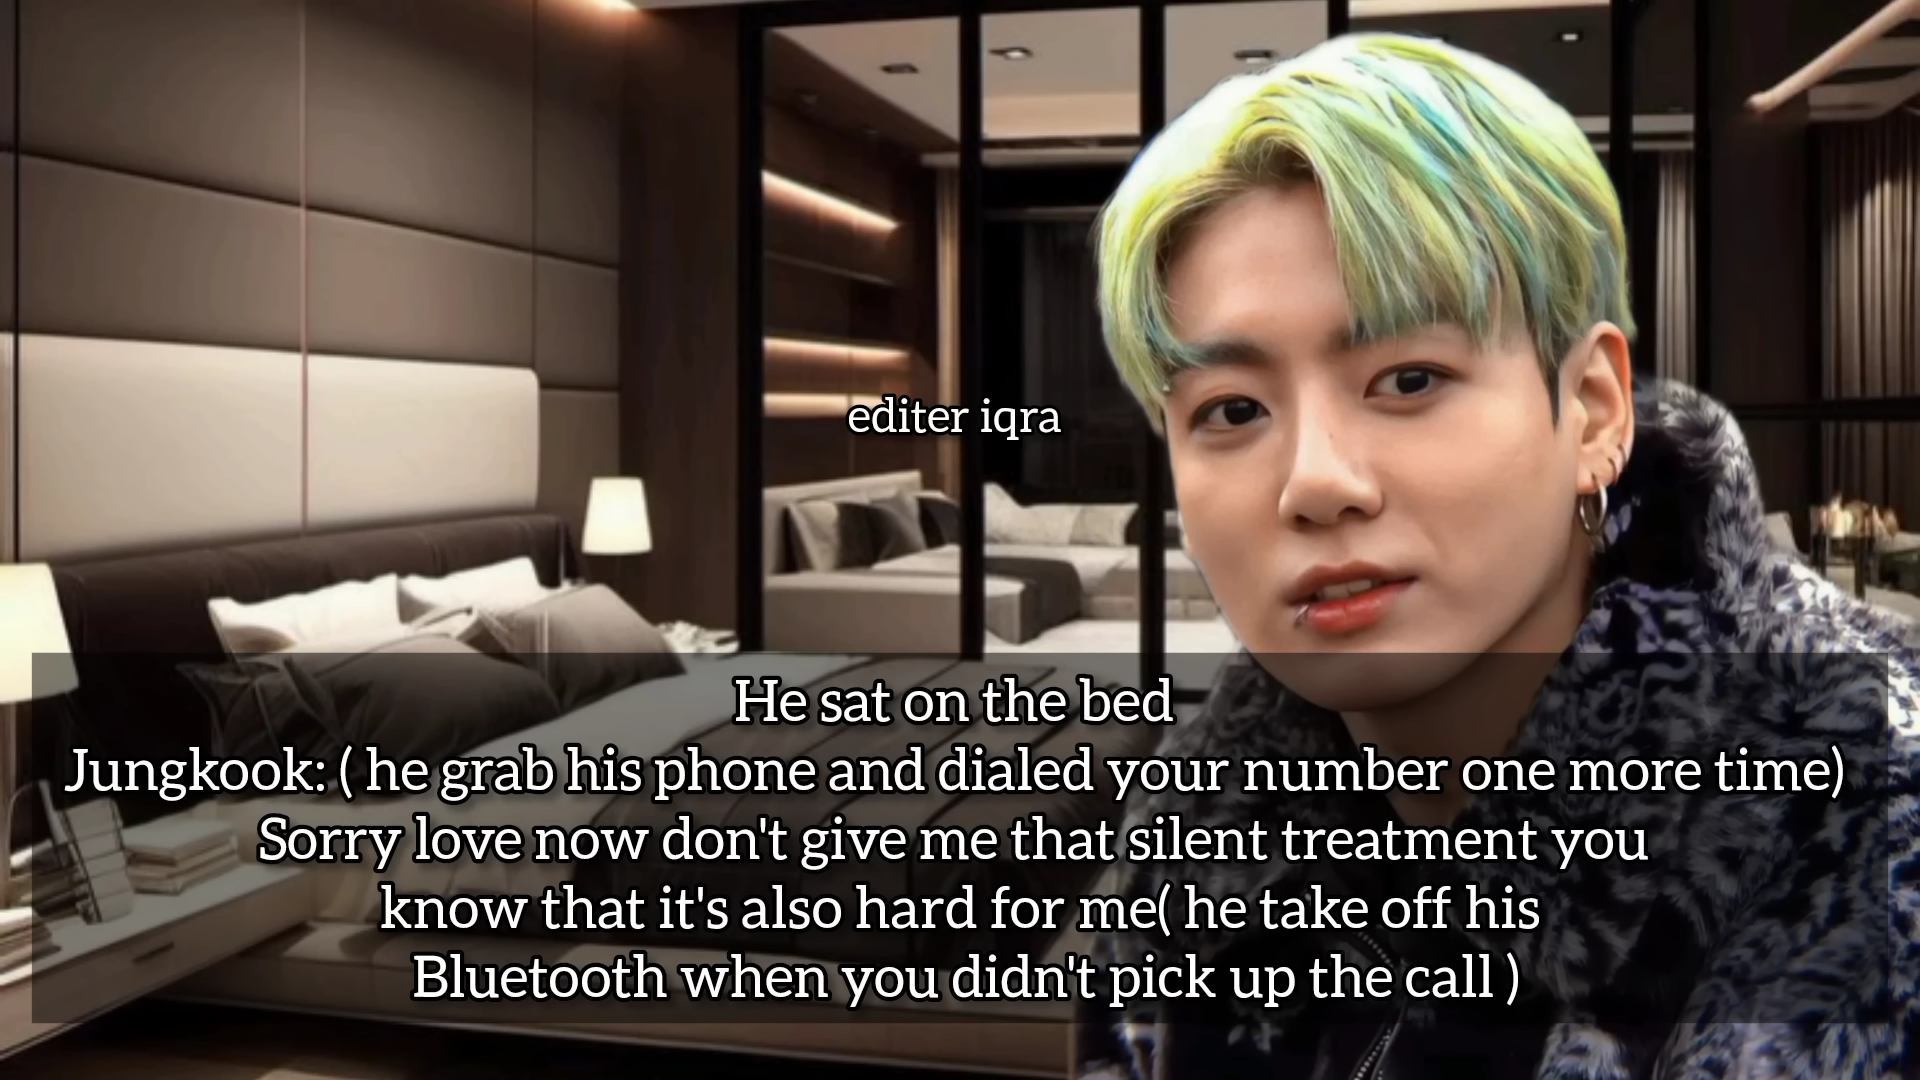 editer iqra
He sat on the bed
Jungkook: ( he grab his phone and dialed your number one more time)
Sorry love now don't give me that silent treatment you
know that it's also hard for me( he take off his
Bluetooth when you didn't pick up the call )